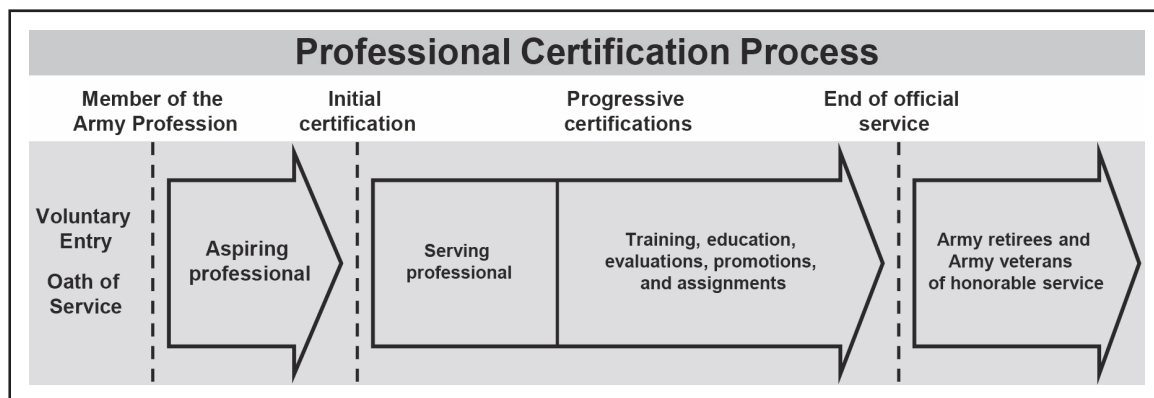 Professional Certification Process
Member of the
Army Profession
Initial
certification
Progressive
certifications
End of official
service
Voluntary
Entry
Oath of
Service
Aspiring
professional
Serving
professional
Training, education,
evaluations, promotions,
and assignments
Army retirees and
Army veterans
of honorable service